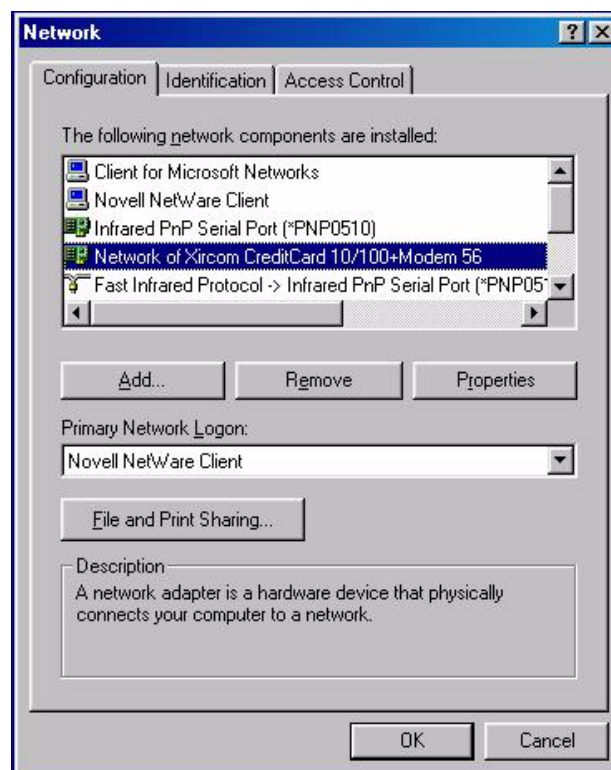 Network
Configuration
Identification
Access Control
The following network components are installed:
Client for Microsoft Networks
Novell NetWare Client
Infrared PnP Serial Port (*PNP0510)
Network of Xircom CreditCard 10/100+Modem 56
Fast Infrared Protocol -> Infrared PnP Serial Port (*PNP05
Add...
Remove
Properties
Primary Network Logon:
Novell NetWare Client
File and Print Sharing...
Description
A network adapter is a hardware device that physically
connects your computer to a network.
OK
Cancel